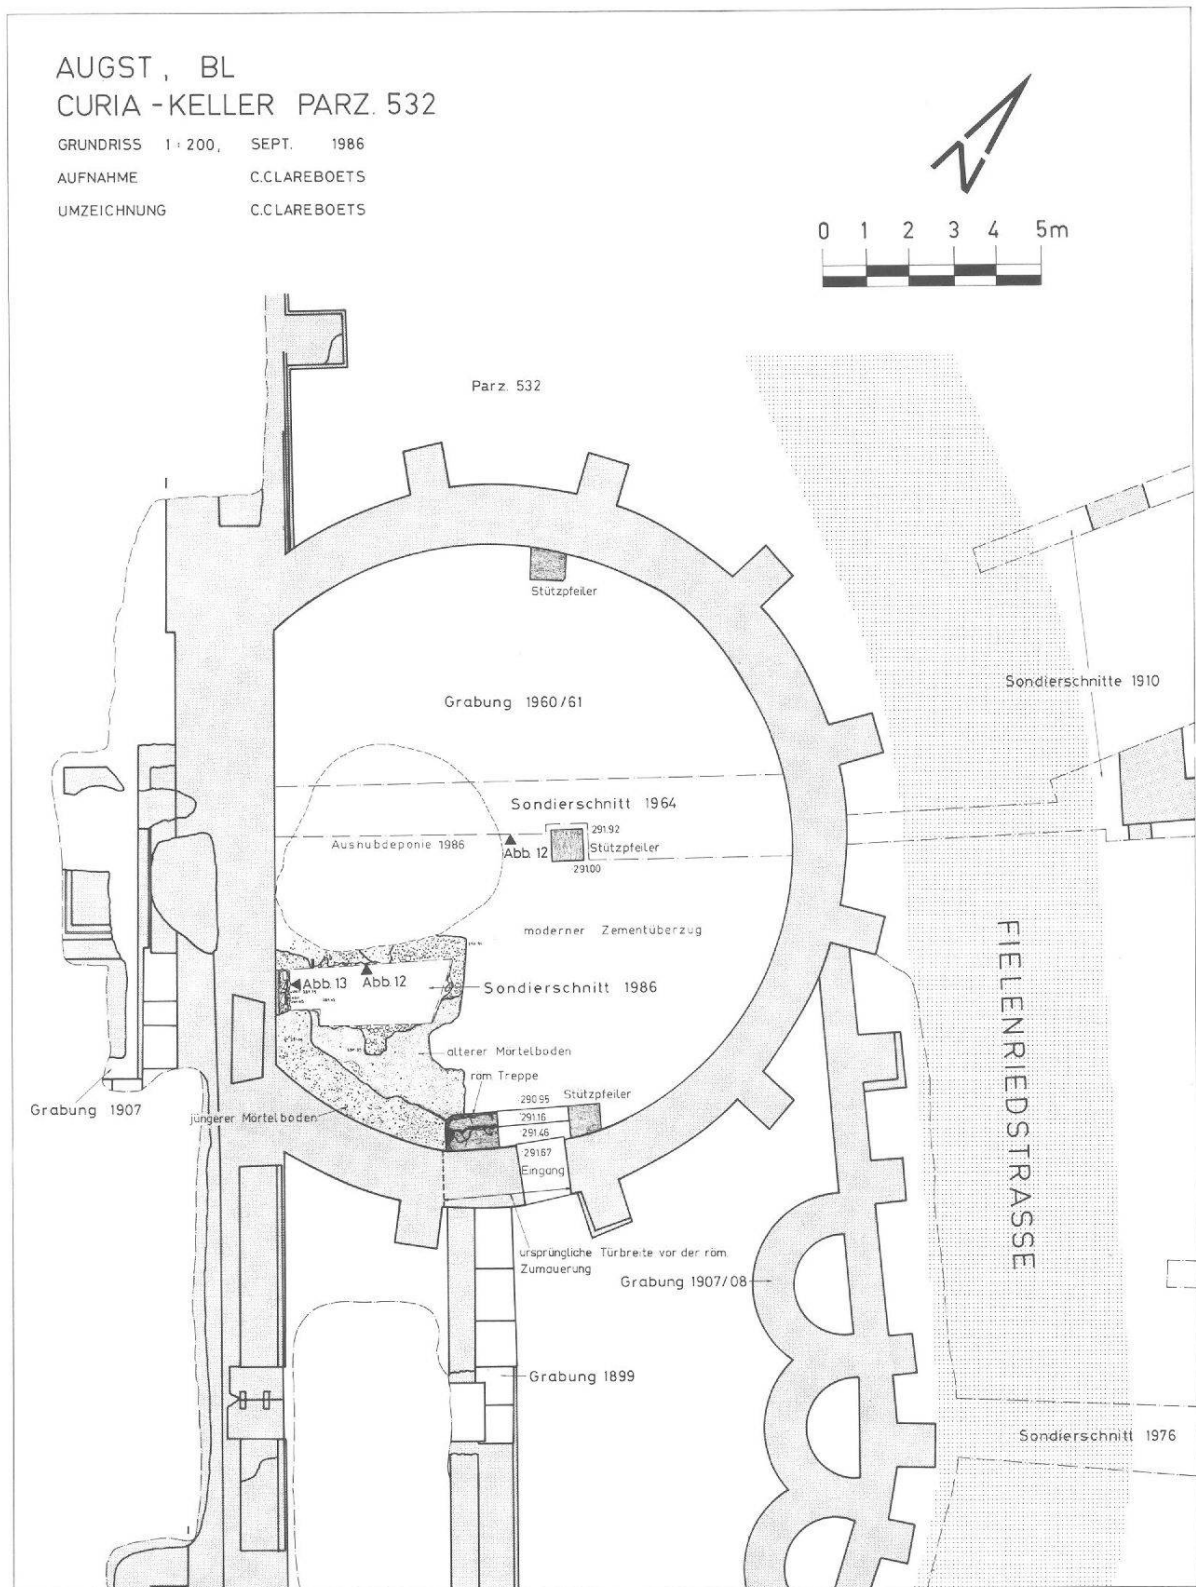 AUGST, BL
CURIA-KELLER PARZ. 532
GRUNDRISS 1:200, SEPT. 1986
AUFNAHME C.CLAREBOETS
UMZEICHNUNG C.CLAREBOETS
N
0 1 2 3 4 5m
Parz. 532
Stützpfeiler
Sondierschnitte 1910
Grabung 1960/61
Sondierschnitt 1964
291.92
Aushubdeponie 1986
Abb. 12
Stützpfeiler
291.00
moderner Zementüberzug
Abb. 13
Abb. 12
Sondierschnitt 1986
älterer Mörtelboden
röm Treppe
Grabung 1907
jüngerer Mörtelboden
290.95
Stützpfeiler
291.16
291.46
291.67
Eingang
FIELENRIEDSTRASSE
ursprüngliche Türbreite vor der röm.
Zumauerung
Grabung 1907/08
Grabung 1899
Sondierschnitt 1976